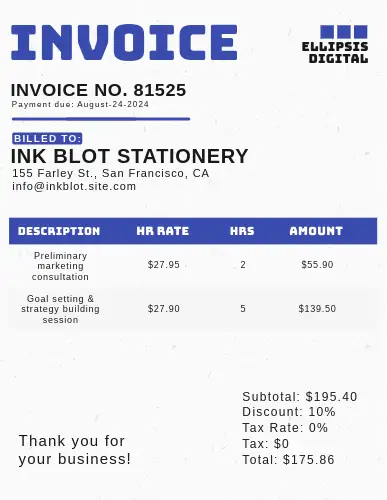 INVOICE
ELLIPSIS
DIGITAL
INVOICE NO. 81525
Payment due: August-24-2024
BILLED TO:
INK BLOT STATIONERY
155 Farley St., San Francisco, CA
info@inkblot.site.com
DESCRIPTION HR RATE HRS AMOUNT
Preliminary
marketing
consultation
$27.95 2 $55.90
Goal setting &
strategy building
session
$27.90 5 $139.50
Subtotal: $195.40
Discount: 10%
Tax Rate: 0%
Tax: $0
Total: $175.86
Thank you for
your business!